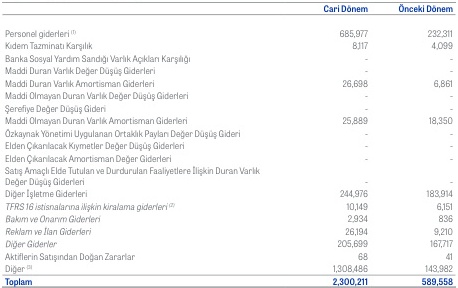 Cari Dönem Önceki Dönem
Personel giderleri (1) 685,977 232,311
Kıdem Tazminatı Karşılık 8,117 4,099
Banka Sosyal Yardım Sandığı Varlık Açıkları Karşılığı - -
Maddi Duran Varlık Değer Düşüş Giderleri - -
Maddi Duran Varlık Amortisman Giderleri 26,698 6,861
Maddi Olmayan Duran Varlık Değer Düşüş Giderleri - -
Şerefiye Değer Düşüş Gideri - -
Maddi Olmayan Duran Varlık Amortisman Giderleri 25,889 18,350
Özkaynak Yönetimi Uygulanan Ortaklık Payları Değer Düşüş Gideri - -
Elden Çıkarılacak Kıymetler Değer Düşüş Giderleri - -
Elden Çıkarılacak Amortisman Değer Giderleri - -
Satış Amaçlı Elde Tutulan ve Durdurulan Faaliyetlere İlişkin Duran Varlık
Değer Düşüş Giderleri - -
Diğer İşletme Giderleri 244,976 183,914
TFRS 16 istisnalarına ilişkin kiralama giderleri (2) 10,149 6,151
Bakım ve Onarım Giderleri 2,934 836
Reklam ve İlan Giderleri 26,194 9,210
Diğer Giderler 205,699 167,717
Aktiflerin Satışından Doğan Zararlar 68 41
Diğer (3) 1,308,486 143,982
Toplam 2,300,211 589,558